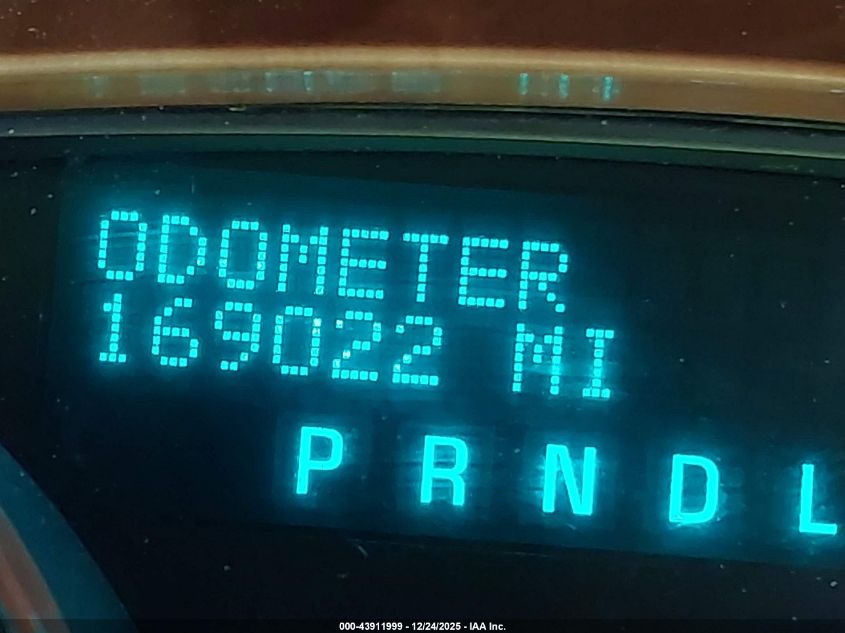 ODOMETER
169022 MI
P R N D L
000-43911999 - 12/24/2025 - IAA Inc.